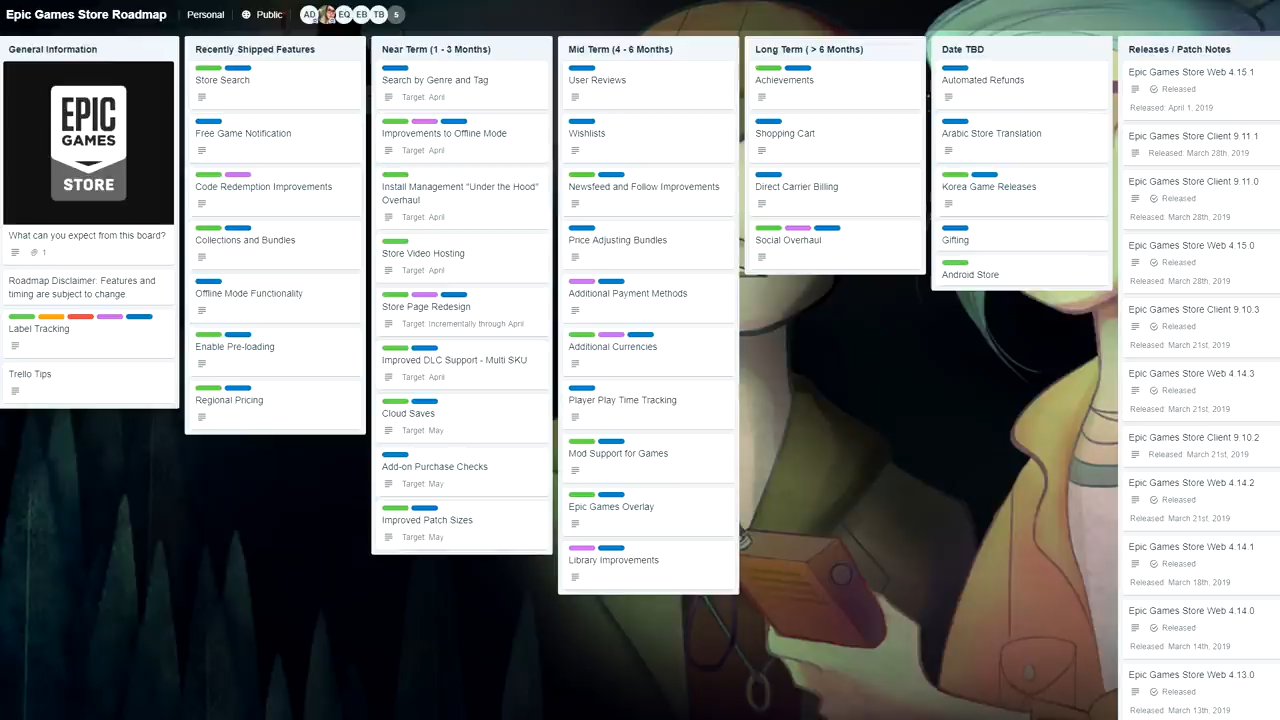 Epic Games Store Roadmap
Personal
Public
AD
EQ
EB
TB
5
General Information
EPIC
GAMES
STORE
What can you expect from this board?
1
Roadmap Disclaimer: Features and
timing are subject to change
Label Tracking
Trello Tips
Recently Shipped Features
Store Search
Free Game Notification
Code Redemption Improvements
Collections and Bundles
Offline Mode Functionality
Enable Pre-loading
Regional Pricing
Near Term (1 - 3 Months)
Search by Genre and Tag
Target: April
Improvements to Offline Mode
Target: April
Install Management "Under the Hood"
Overhaul
Target: April
Store Video Hosting
Target: April
Store Page Redesign
Target: Incrementally through April
Improved DLC Support - Multi SKU
Target: April
Cloud Saves
Target: May
Add-on Purchase Checks
Target: May
Improved Patch Sizes
Target: May
Mid Term (4 - 6 Months)
User Reviews
Wishlists
Newsfeed and Follow Improvements
Price Adjusting Bundles
Additional Payment Methods
Additional Currencies
Player Play Time Tracking
Mod Support for Games
Epic Games Overlay
Library Improvements
Long Term ( > 6 Months)
Achievements
Shopping Cart
Direct Carrier Billing
Social Overhaul
Date TBD
Automated Refunds
Arabic Store Translation
Korea Game Releases
Gifting
Android Store
Releases / Patch Notes
Epic Games Store Web 4.15.1
Released
Released: April 1, 2019
Epic Games Store Client 9.11.1
Released: March 28th, 2019
Epic Games Store Client 9.11.0
Released
Released: March 28th, 2019
Epic Games Store Web 4.15.0
Released
Released: March 28th, 2019
Epic Games Store Client 9.10.3
Released
Released: March 21st, 2019
Epic Games Store Web 4.14.3
Released
Released: March 21st, 2019
Epic Games Store Client 9.10.2
Released: March 21st, 2019
Epic Games Store Web 4.14.2
Released
Released: March 21st, 2019
Epic Games Store Web 4.14.1
Released
Released: March 18th, 2019
Epic Games Store Web 4.14.0
Released
Released: March 14th, 2019
Epic Games Store Web 4.13.0
Released
Released: March 13th, 2019